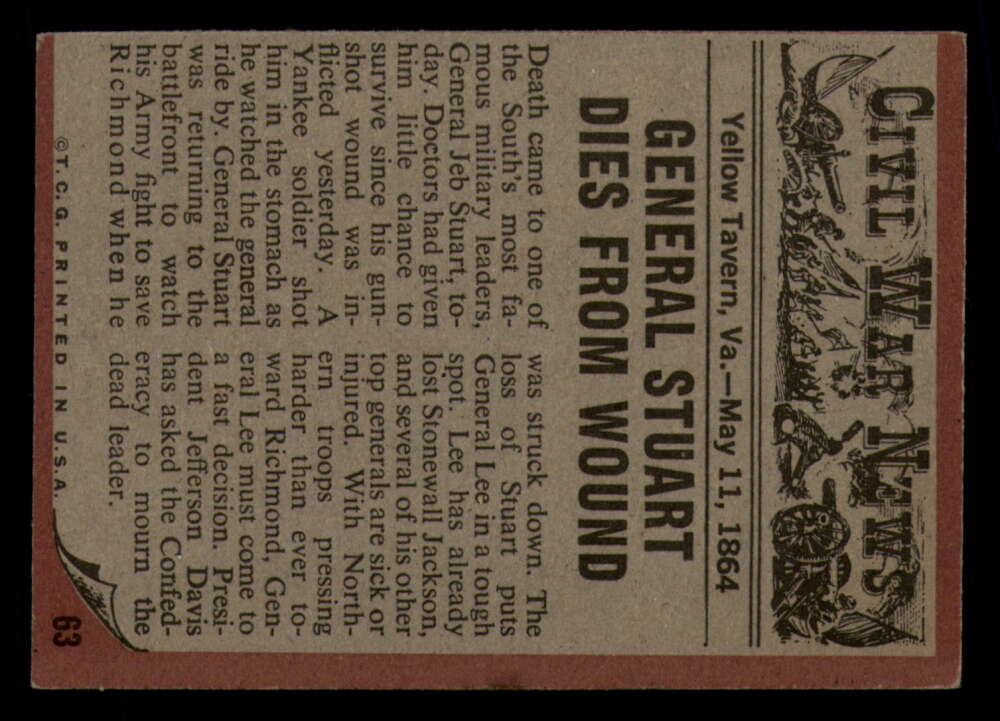 CIVIL WAR NEWS
Yellow Tavern, Va.—May 11, 1864
GENERAL STUART
DIES FROM WOUND
Death came to one of
the South's most fa-
mous military leaders,
General Jeb Stuart, to-
day. Doctors had given
him little chance to
survive since his gun-
shot wound was in-
flicted yesterday. A
Yankee soldier shot
him in the stomach as
he watched the general
ride by. General Stuart
was returning to the
battlefront to watch
his Army fight to save
Richmond when he
was struck down. The
loss of Stuart puts
General Lee in a tough
spot. Lee has already
lost Stonewall Jackson,
and several of his other
top generals are sick or
injured. With North-
ern troops pressing
harder than ever to-
ward Richmond, Gen-
eral Lee must come to
a fast decision. Presi-
dent Jefferson Davis
has asked the Confed-
eracy to mourn the
dead leader.
©T.C.G. PRINTED IN U.S.A.
63